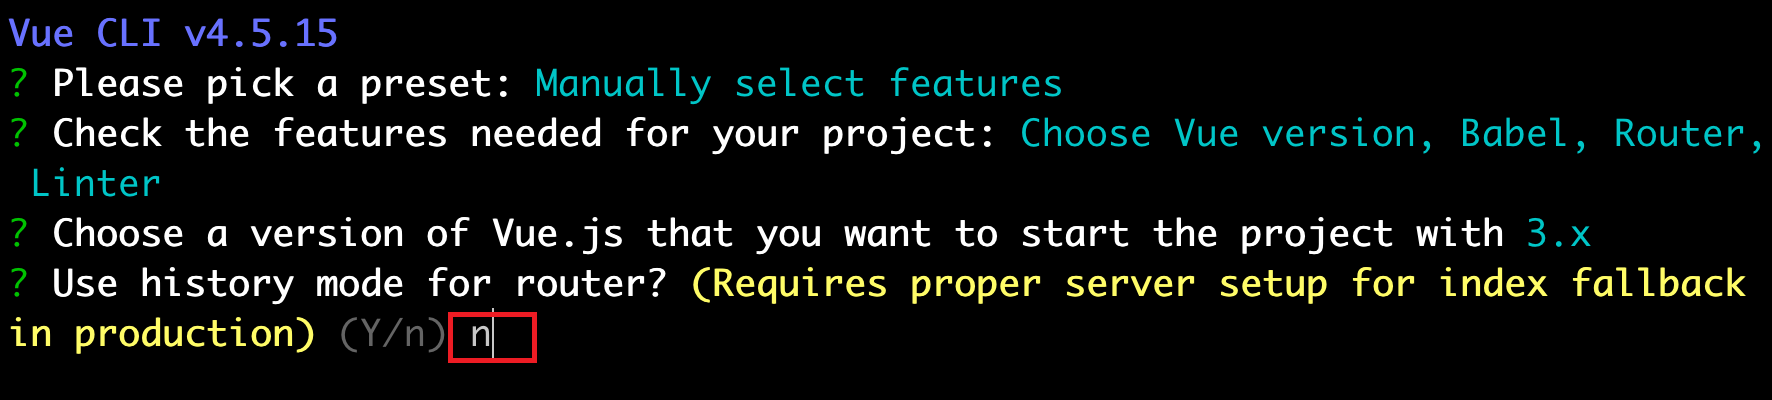 Vue CLI v4.5.15
? Please pick a preset: Manually select features
? Check the features needed for your project: Choose Vue version, Babel, Router,
Linter
? Choose a version of Vue.js that you want to start the project with 3.x
? Use history mode for router? (Requires proper server setup for index fallback
in production) (Y/n) n